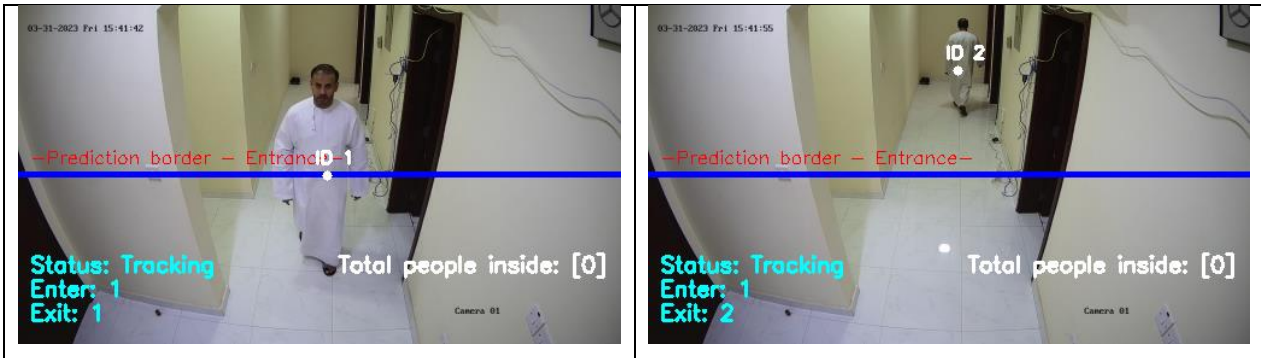 03-31-2023 Fri 15:41:42
ID 1
-Prediction border - Entrance-
Status: Tracking
Enter: 1
Exit: 1
Total people inside: [0]
Camera 01
03-31-2023 Fri 15:41:55
ID 2
-Prediction border - Entrance-
Status: Tracking
Enter: 1
Exit: 2
Total people inside: [0]
Camera 01